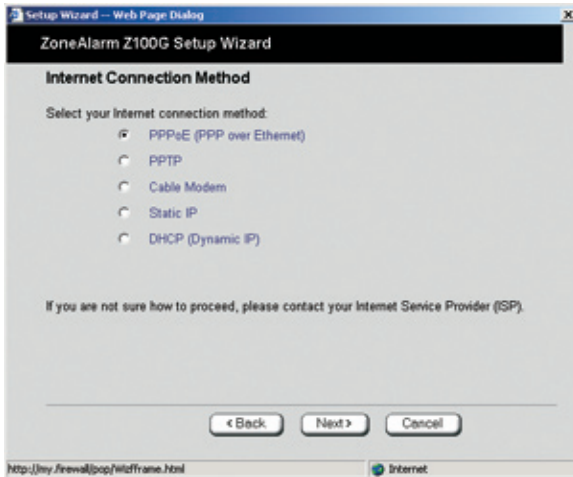 Setup Wizard -- Web Page Dialog
ZoneAlarm Z100G Setup Wizard
Internet Connection Method
Select your Internet connection method:
PPPoE (PPP over Ethernet)
PPTP
Cable Modem
Static IP
DHCP (Dynamic IP)
If you are not sure how to proceed, please contact your Internet Service Provider (ISP).
< Back
Next >
Cancel
http://my.firewall/pop/WizfFrame.html
Internet